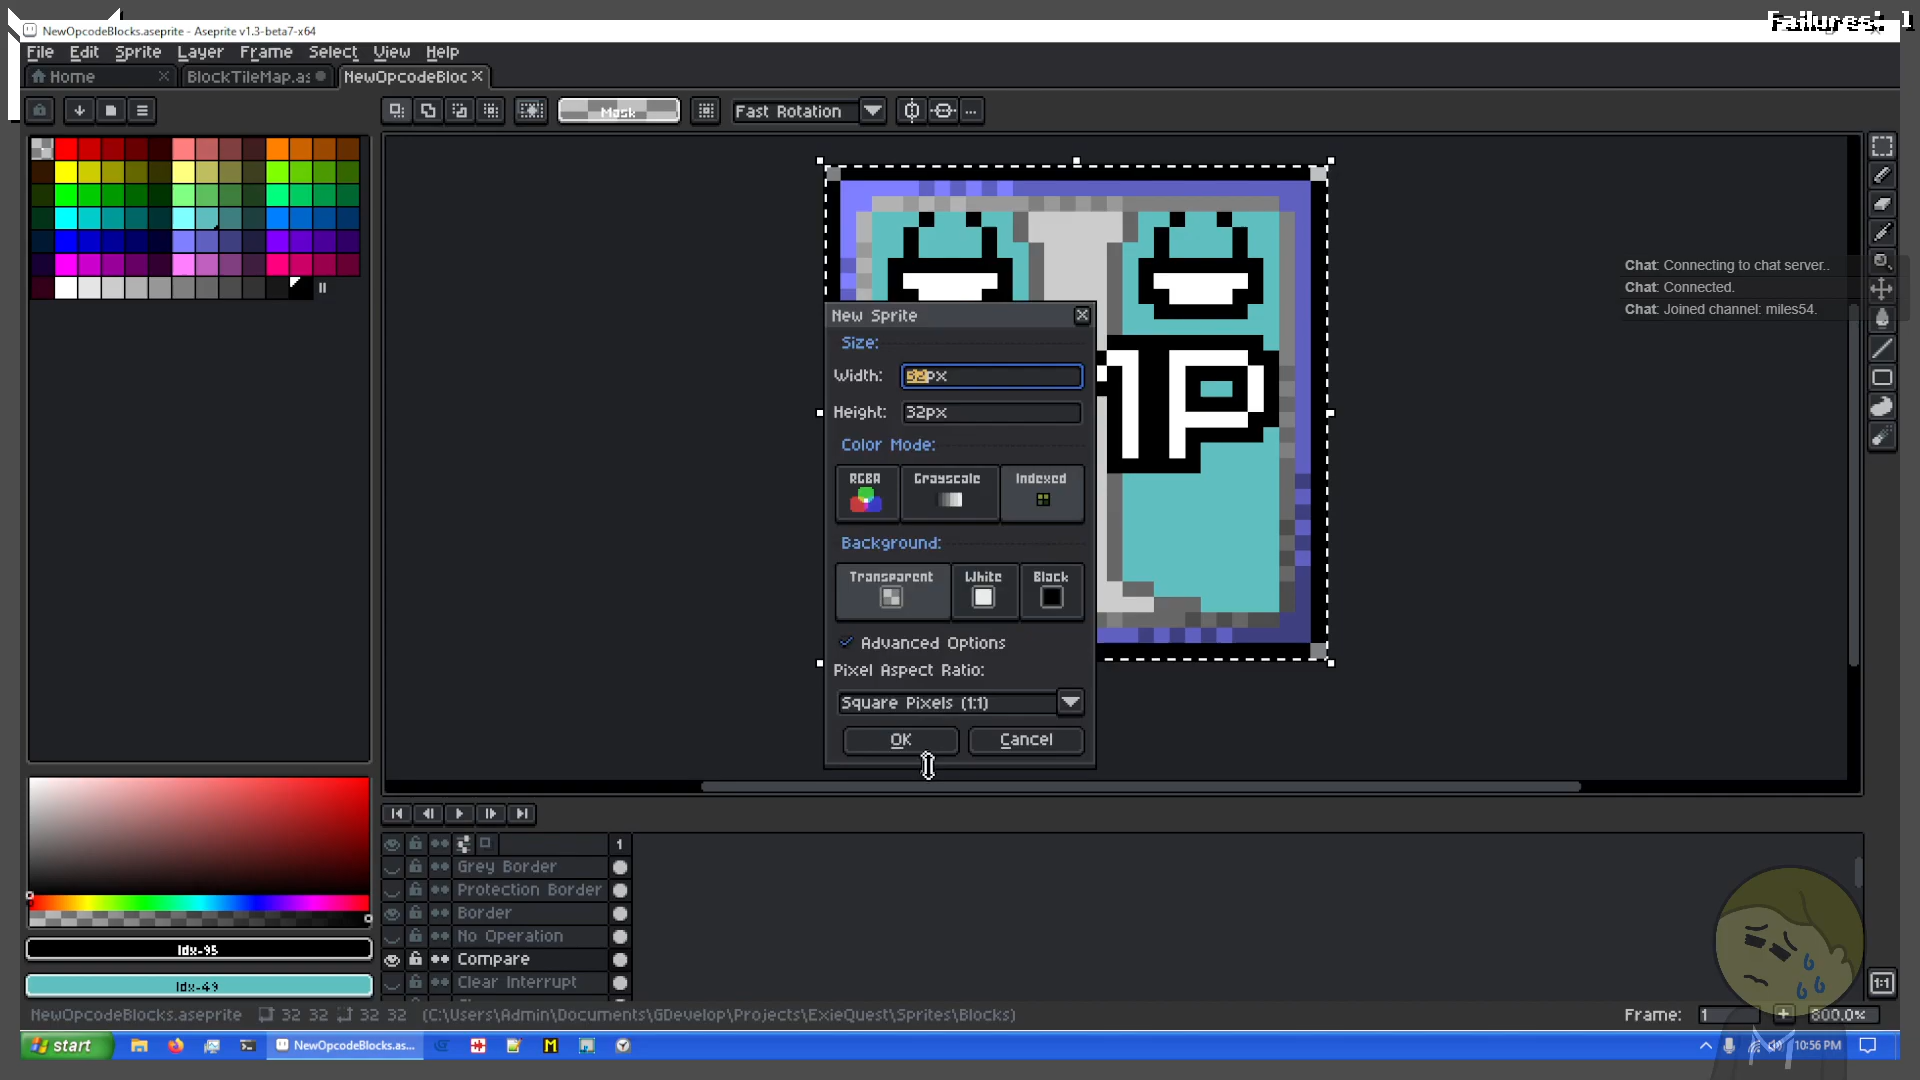 Failures: 1
NewOpcodeBlocks.aseprite - Aseprite v1.3-beta7-x64
File Edit Sprite Layer Frame Select View Help
Home BlockTileMap.as NewOpcodeBloc
Mask Fast Rotation ...
Chat: Connecting to chat server..
Chat: Connected.
Chat: Joined channel: miles54.
New Sprite
Size:
Width: 32px
Height: 32px
Color Mode:
RGBA Grayscale Indexed
Background:
Transparent White Black
Advanced Options
Pixel Aspect Ratio:
Square Pixels (1:1)
OK Cancel
1
Grey Border
Protection Border
Border
No Operation
Compare
Clear Interrupt
Idx-95
Idx-49
1:1
NewOpcodeBlocks.aseprite 32 32 32 32 (C:\Users\Admin\Documents\GDevelop\Projects\ExieQuest\Sprites\Blocks) Frame: 1 + 800.0%
start NewOpcodeBlocks.as... 10:56 PM